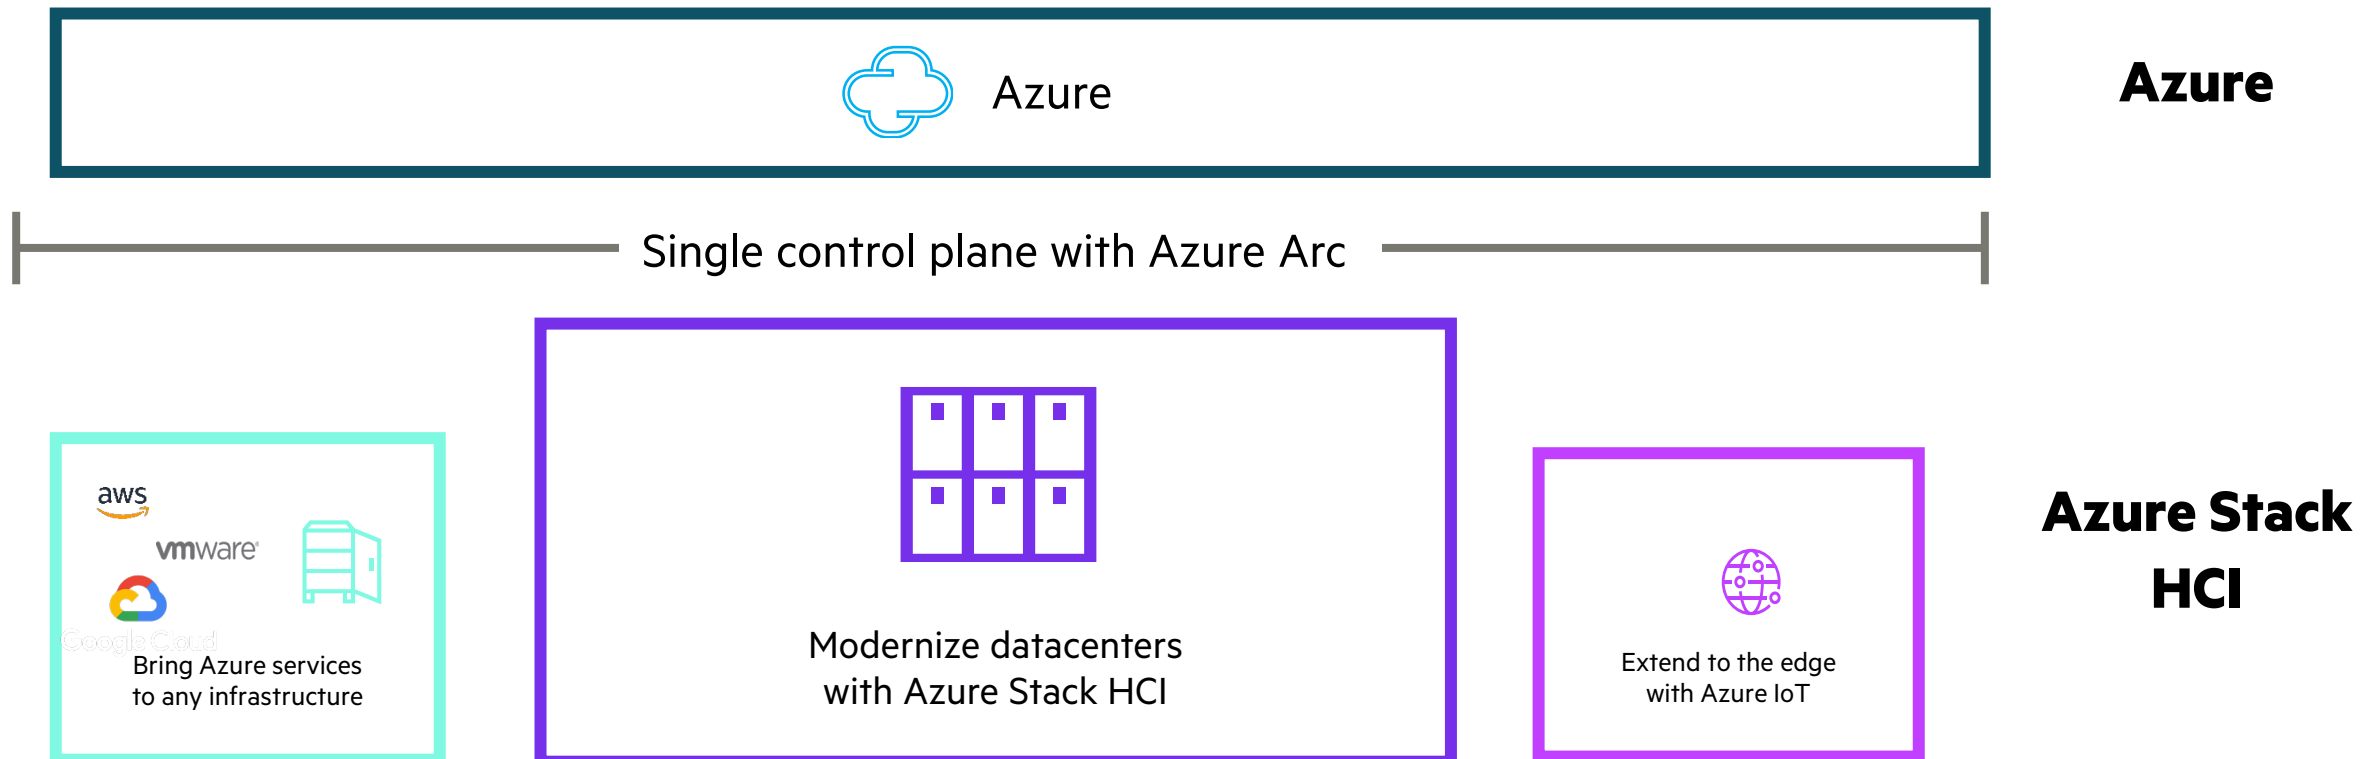 Azure
Azure
Single control plane with Azure Arc
aws
vmware®
Google Cloud
Bring Azure services
to any infrastructure
Modernize datacenters
with Azure Stack HCI
Extend to the edge
with Azure IoT
Azure Stack
HCI